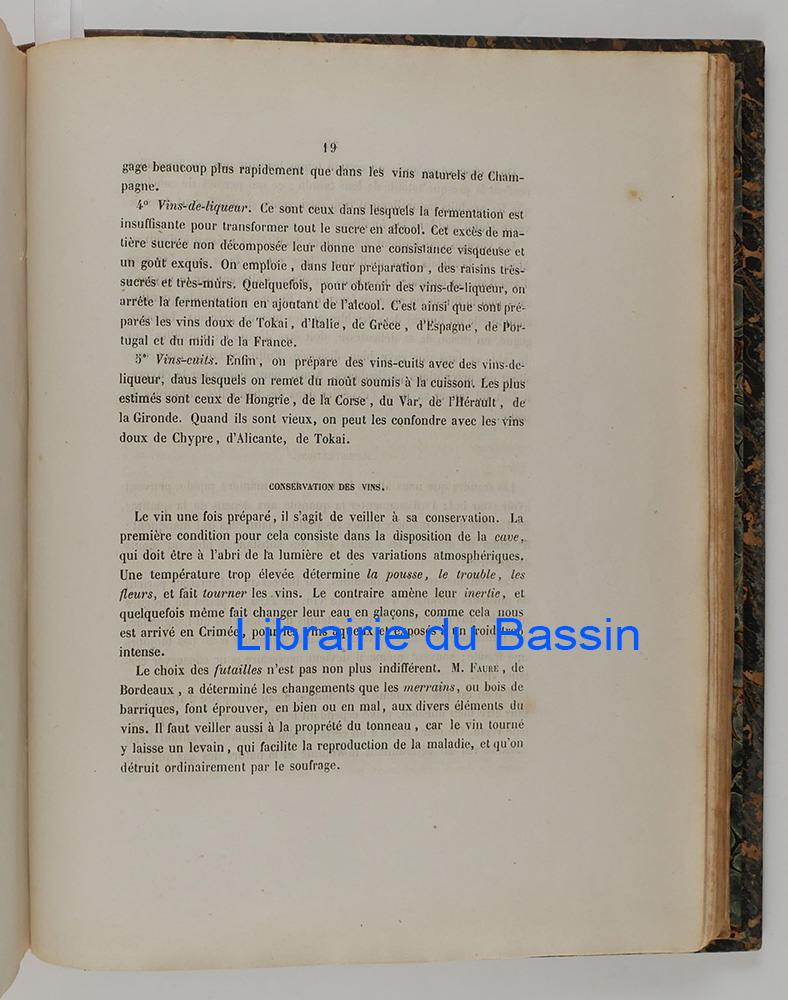 19
gage beaucoup plus rapidement que dans les vins naturels de Cham-
pagne.
4° Vins-de-liqueur. Ce sont ceux dans lesquels la fermentation est
insuffisante pour transformer tout le sucre en alcool. Cet excès de ma-
tière sucrée non décomposée leur donne une consistance visqueuse et
un goût exquis. On emploie, dans leur préparation, des raisins très-
sucrés et très-mûrs. Quelquefois, pour obtenir des vins-de-liqueur, on
arrête la fermentation en ajoutant de l'alcool. C'est ainsi que sont pré-
parés les vins doux de Tokai, d'Italie, de Grèce, d'Espagne, de Por-
tugal et du midi de la France.
5° Vins-cuits. Enfin, on prépare des vins-cuits avec des vins-de-
liqueur, dans lesquels on remet du moût soumis à la cuisson. Les plus
estimés sont ceux de Hongrie, de la Corse, du Var, de l'Hérault, de
la Gironde. Quand ils sont vieux, on peut les confondre avec les vins
doux de Chypre, d'Alicante, de Tokai.
CONSERVATION DES VINS.
Le vin une fois préparé, il s'agit de veiller à sa conservation. La
première condition pour cela consiste dans la disposition de la cave,
qui doit être à l'abri de la lumière et des variations atmosphériques.
Une température trop élevée détermine la pousse, le trouble, les
fleurs, et fait tourner les vins. Le contraire amène leur inertie, et
quelquefois même fait changer leur eau en glaçons, comme cela nous
est arrivé en Crimée, pour les vins aqueux et exposés à un froid trop
Librairie du Bassin
intense.
Le choix des futailles n'est pas non plus indifférent. M. FAURÉ, de
Bordeaux, a déterminé les changements que les merrains, ou bois de
barriques, font éprouver, en bien ou en mal, aux divers éléments du
vins. Il faut veiller aussi à la propreté du tonneau, car le vin tourné
y laisse un levain, qui facilite la reproduction de la maladie, et qu'on
détruit ordinairement par le soufrage.